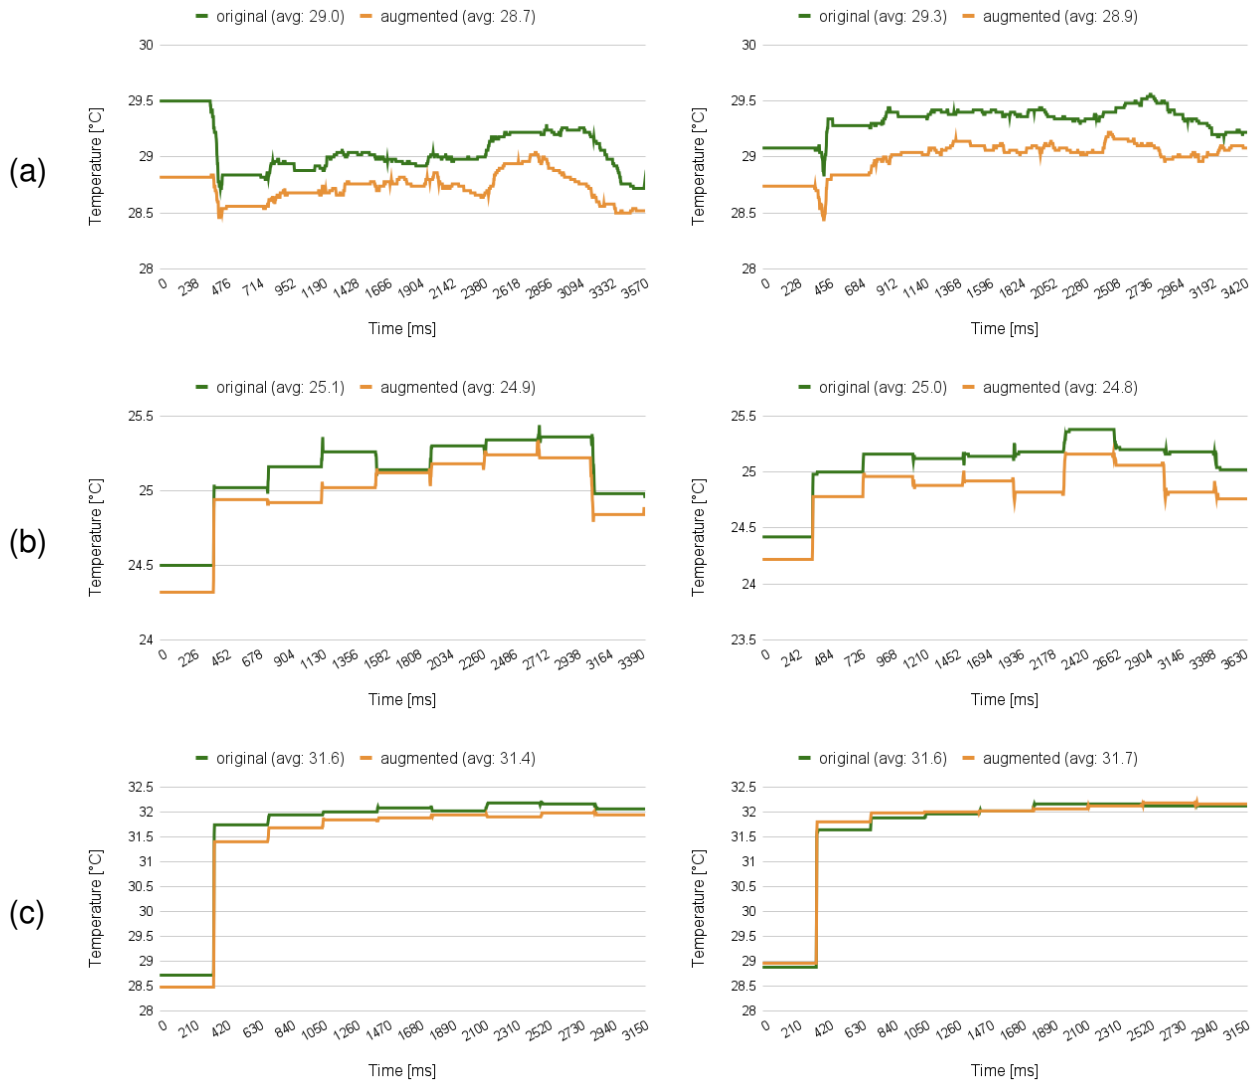 (a)
original (avg: 29.0) augmented (avg: 28.7)
Temperature [°C]
30
29.5
29
28.5
28
0 238 476 714 952 1190 1428 1666 1904 2142 2380 2618 2856 3094 3332 3570
Time [ms]
original (avg: 29.3) augmented (avg: 28.9)
Temperature [°C]
30
29.5
29
28.5
28
0 228 456 684 912 1140 1368 1596 1824 2052 2280 2508 2736 2964 3192 3420
Time [ms]
(b)
original (avg: 25.1) augmented (avg: 24.9)
Temperature [°C]
25.5
25
24.5
24
0 226 452 678 904 1130 1356 1582 1808 2034 2260 2486 2712 2938 3164 3390
Time [ms]
original (avg: 25.0) augmented (avg: 24.8)
Temperature [°C]
25.5
25
24.5
24
23.5
0 242 484 726 968 1210 1452 1694 1936 2178 2420 2662 2904 3146 3388 3630
Time [ms]
(c)
original (avg: 31.6) augmented (avg: 31.4)
Temperature [°C]
32.5
32
31.5
31
30.5
30
29.5
29
28.5
28
0 210 420 630 840 1050 1260 1470 1680 1890 2100 2310 2520 2730 2940 3150
Time [ms]
original (avg: 31.6) augmented (avg: 31.7)
Temperature [°C]
32.5
32
31.5
31
30.5
30
29.5
29
28.5
28
0 210 420 630 840 1050 1260 1470 1680 1890 2100 2310 2520 2730 2940 3150
Time [ms]